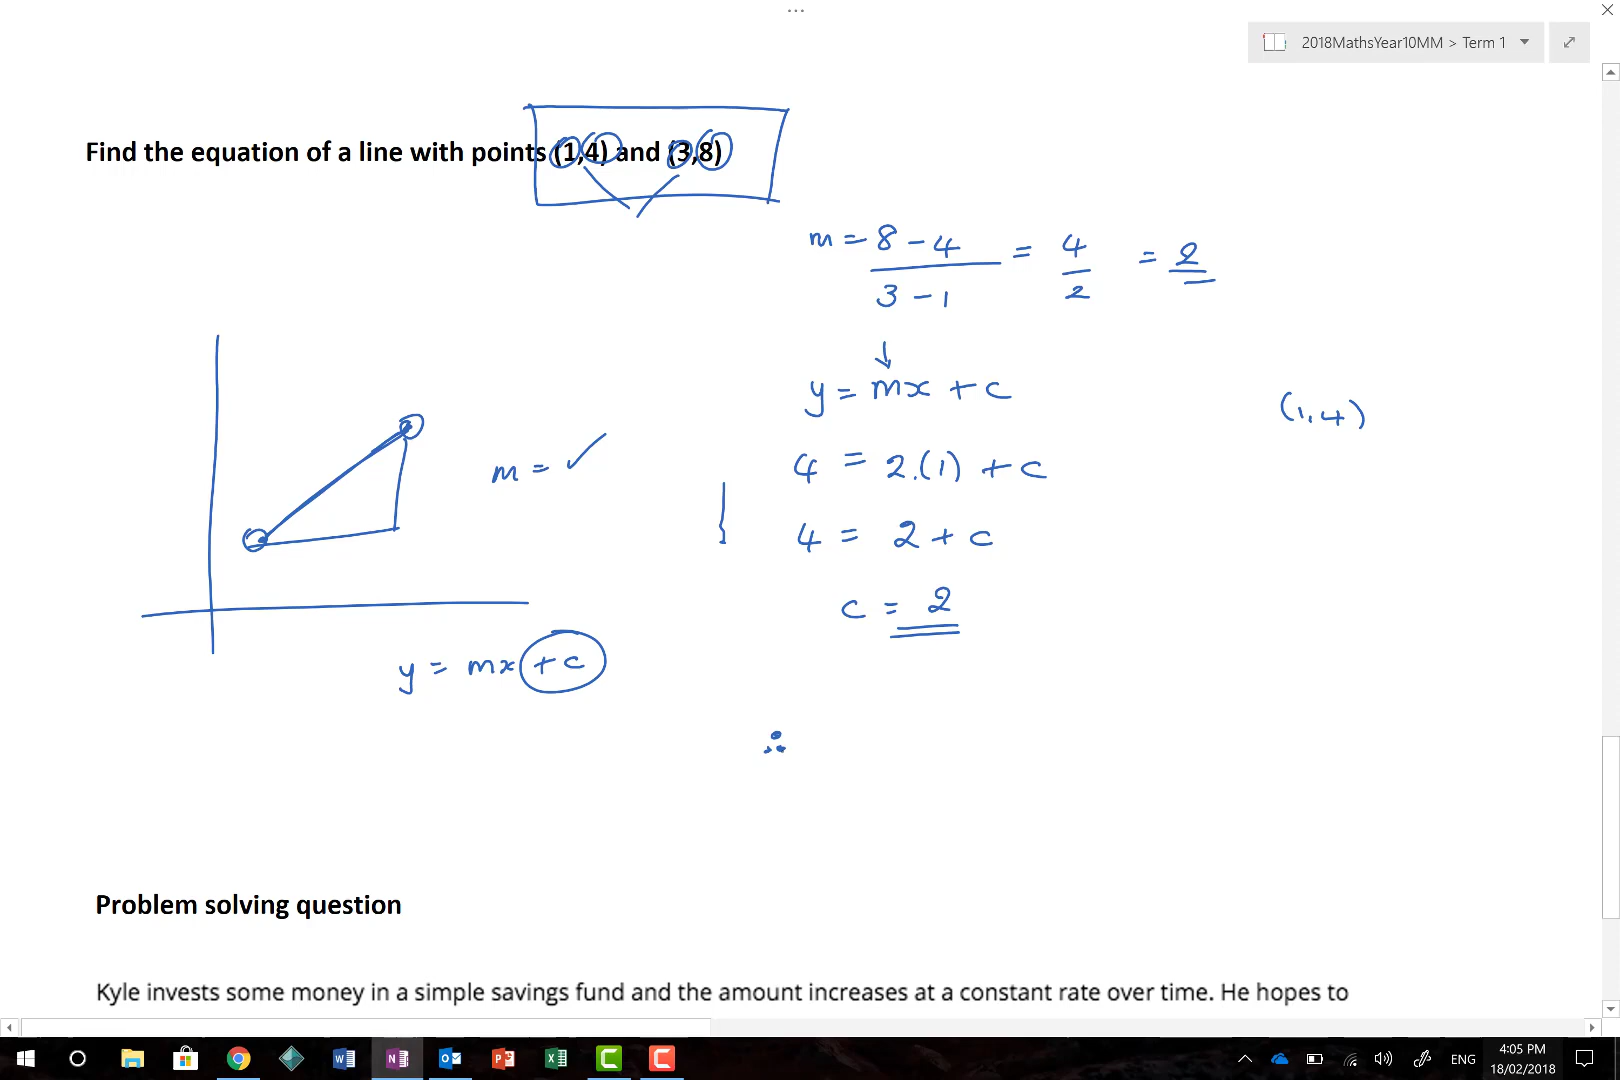 2018MathsYear10MM > Term 1
Find the equation of a line with points (1,4) and (3,8)
m = 8 - 4 / 3 - 1 = 4 / 2 = 2
y = mx + c
(1,4)
4 = 2.(1) + c
m = ✓
4 = 2 + c
c = 2
y = mx + c
∴
Problem solving question
Kyle invests some money in a simple savings fund and the amount increases at a constant rate over time. He hopes to
ENG
4:05 PM
18/02/2018